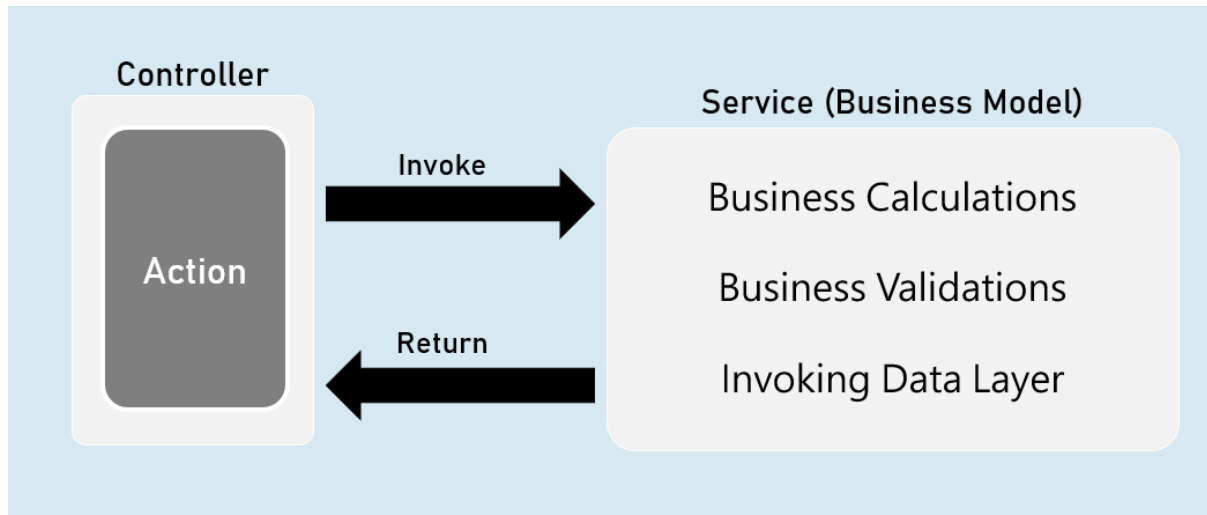 Controller
Action
Invoke
Return
Service (Business Model)
Business Calculations
Business Validations
Invoking Data Layer